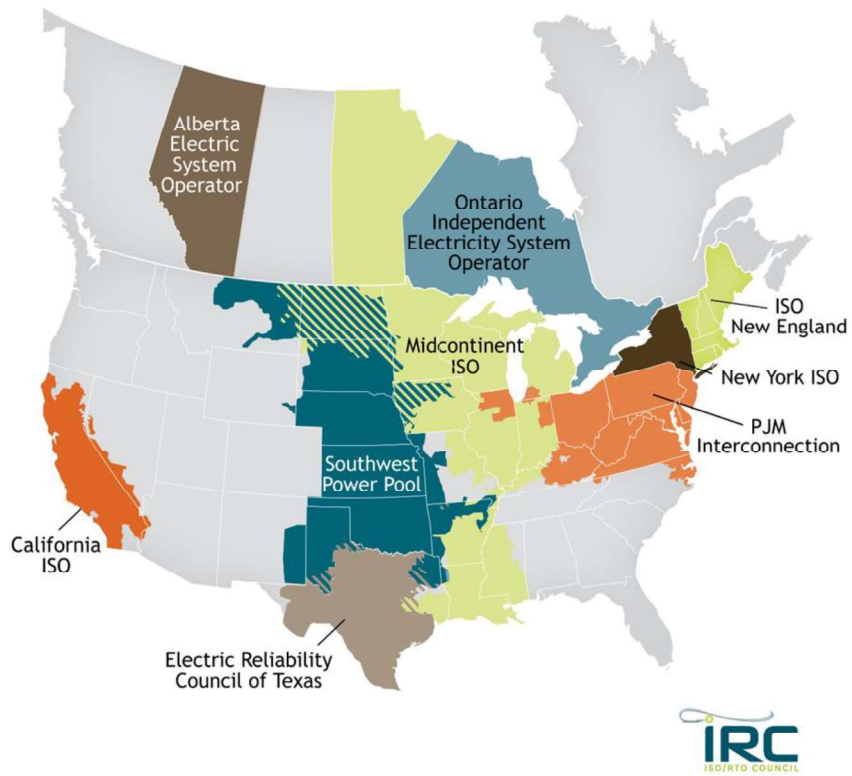 Alberta
Electric
System
Operator
Ontario
Independent
Electricity System
Operator
ISO
New England
Midcontinent
ISO
New York ISO
PJM
Interconnection
Southwest
Power Pool
California
ISO
Electric Reliability
Council of Texas
IRC
ISO/RTO COUNCIL